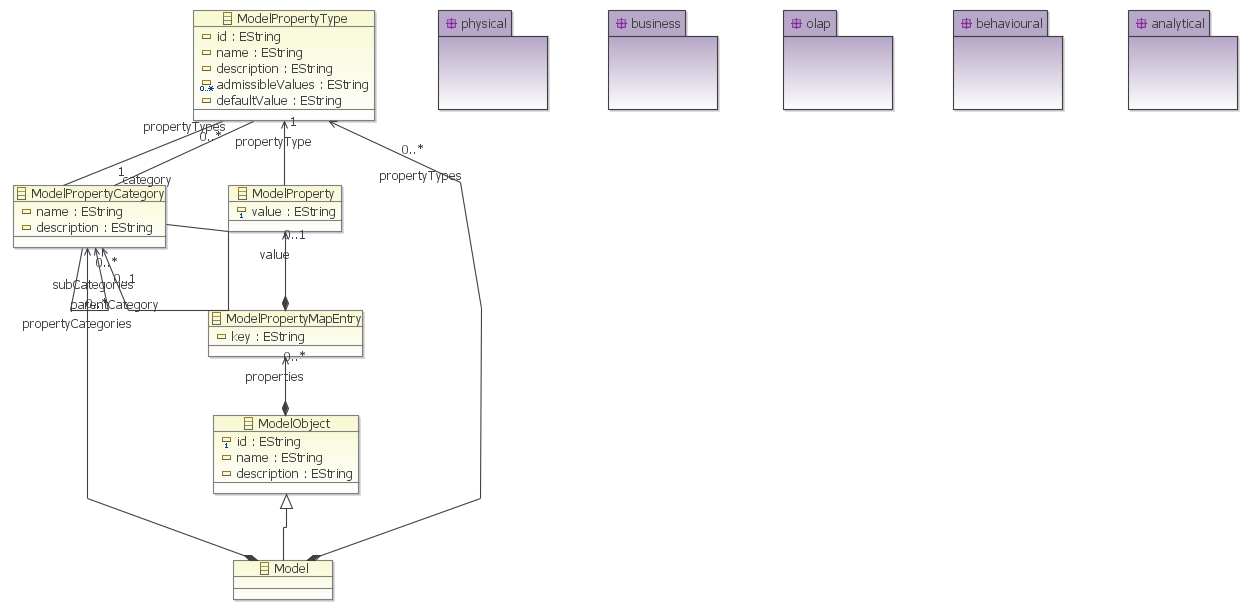 ModelPropertyType
id : EString
name : EString
description : EString
0..*
admissibleValues : EString
defaultValue : EString
physical
business
olap
behavioural
analytical
propertyTypes
0..*
1
propertyType
0..*
propertyTypes
1
category
ModelPropertyCategory
name : EString
description : EString
ModelProperty
1
value : EString
0..1
value
0..*
0..1
subCategories
0..*
parentCategory
propertyCategories
ModelPropertyMapEntry
key : EString
0..*
properties
ModelObject
1
id : EString
name : EString
description : EString
Model